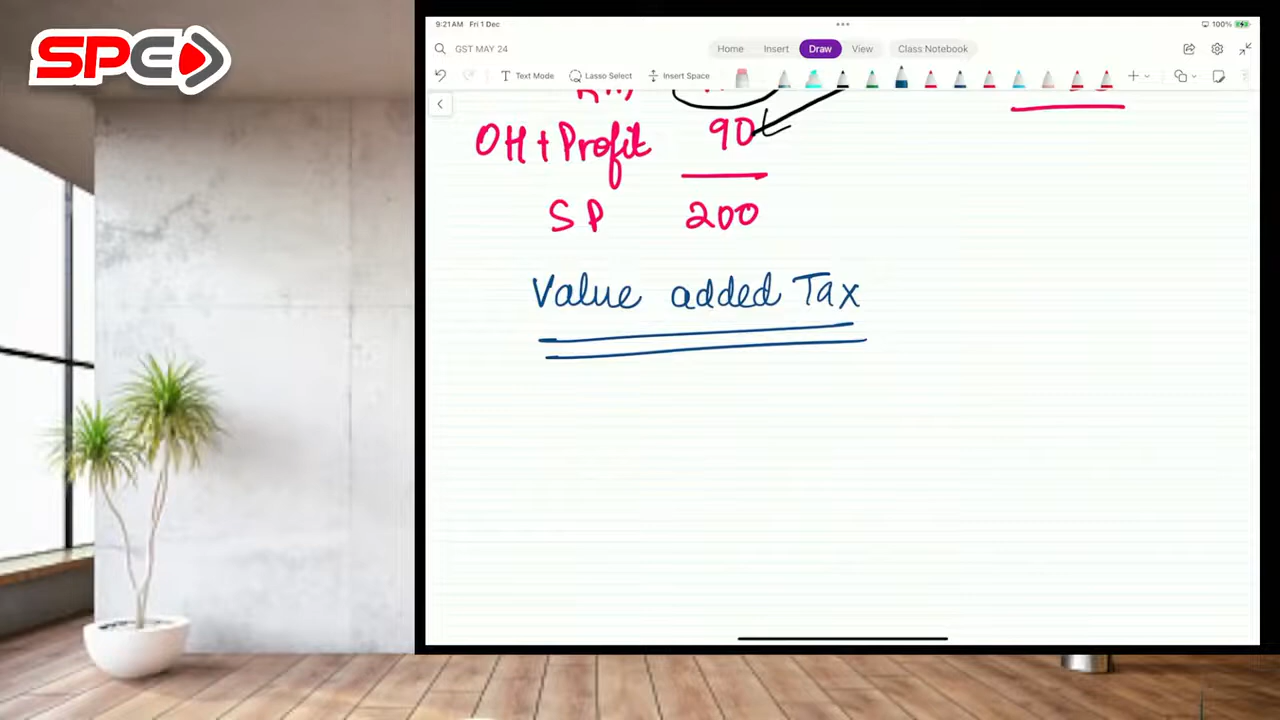 SPED
9:21 AM Fri 1 Dec
100%
GST MAY 24
Home Insert Draw View Class Notebook
Text Mode Lasso Select Insert Space
OH + Profit 90
SP 200
Value added Tax